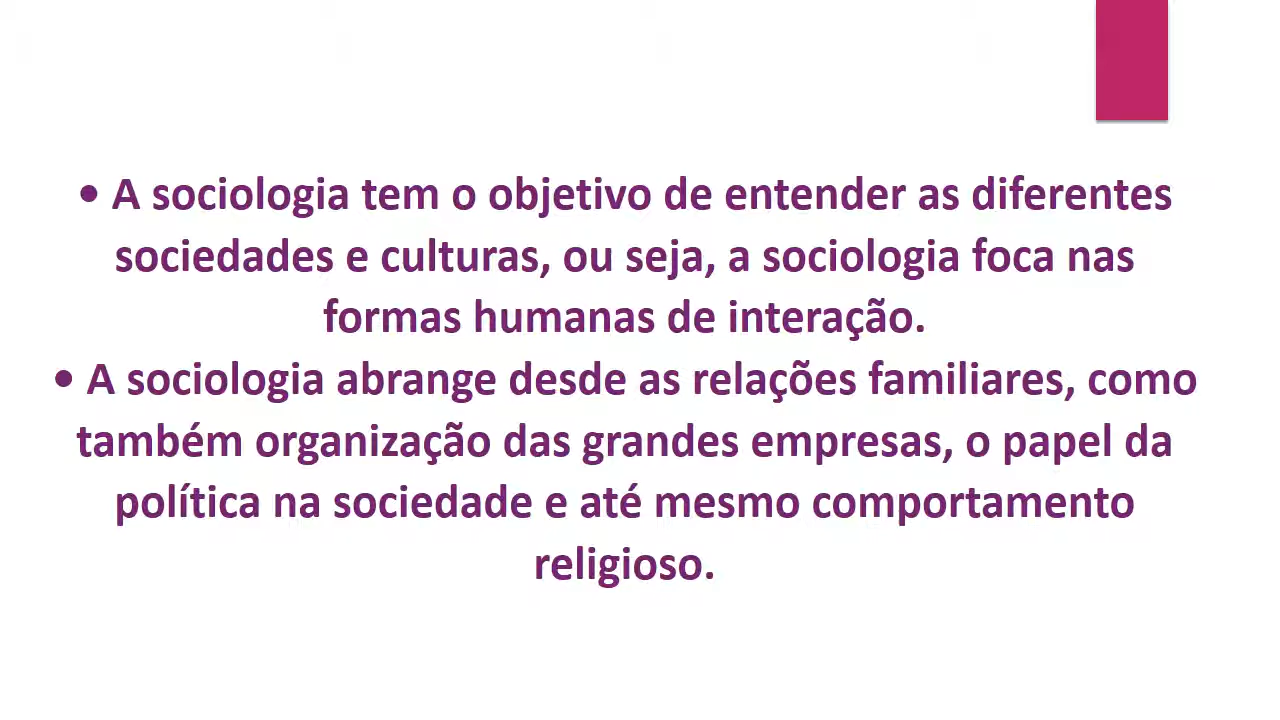 • A sociologia tem o objetivo de entender as diferentes
sociedades e culturas, ou seja, a sociologia foca nas
formas humanas de interação.
• A sociologia abrange desde as relações familiares, como
também organização das grandes empresas, o papel da
política na sociedade e até mesmo comportamento
religioso.